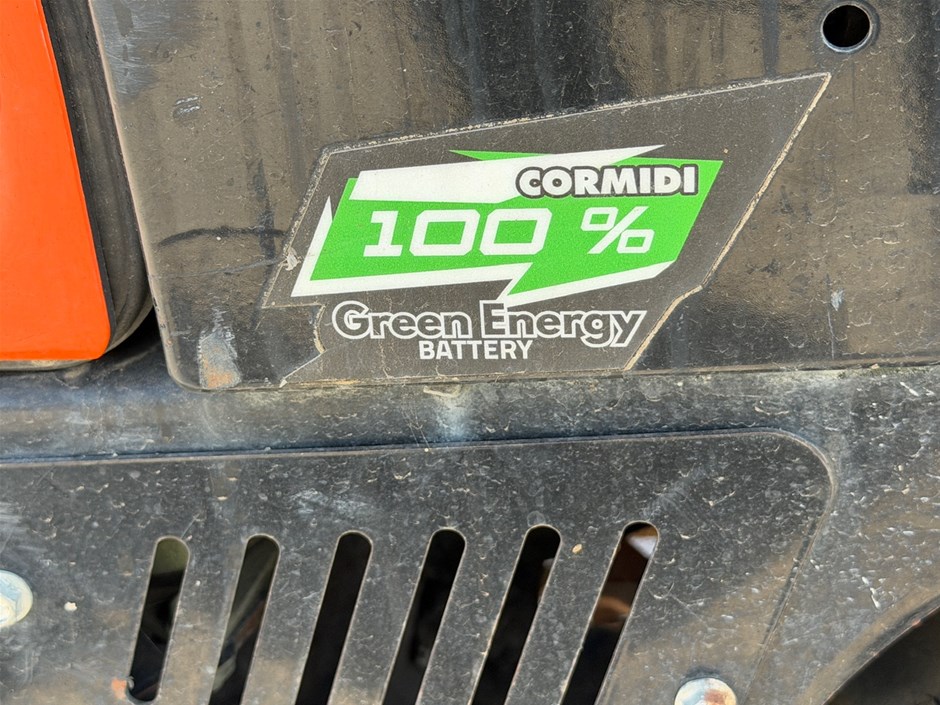 CORMIDI
100 %
Green Energy
BATTERY